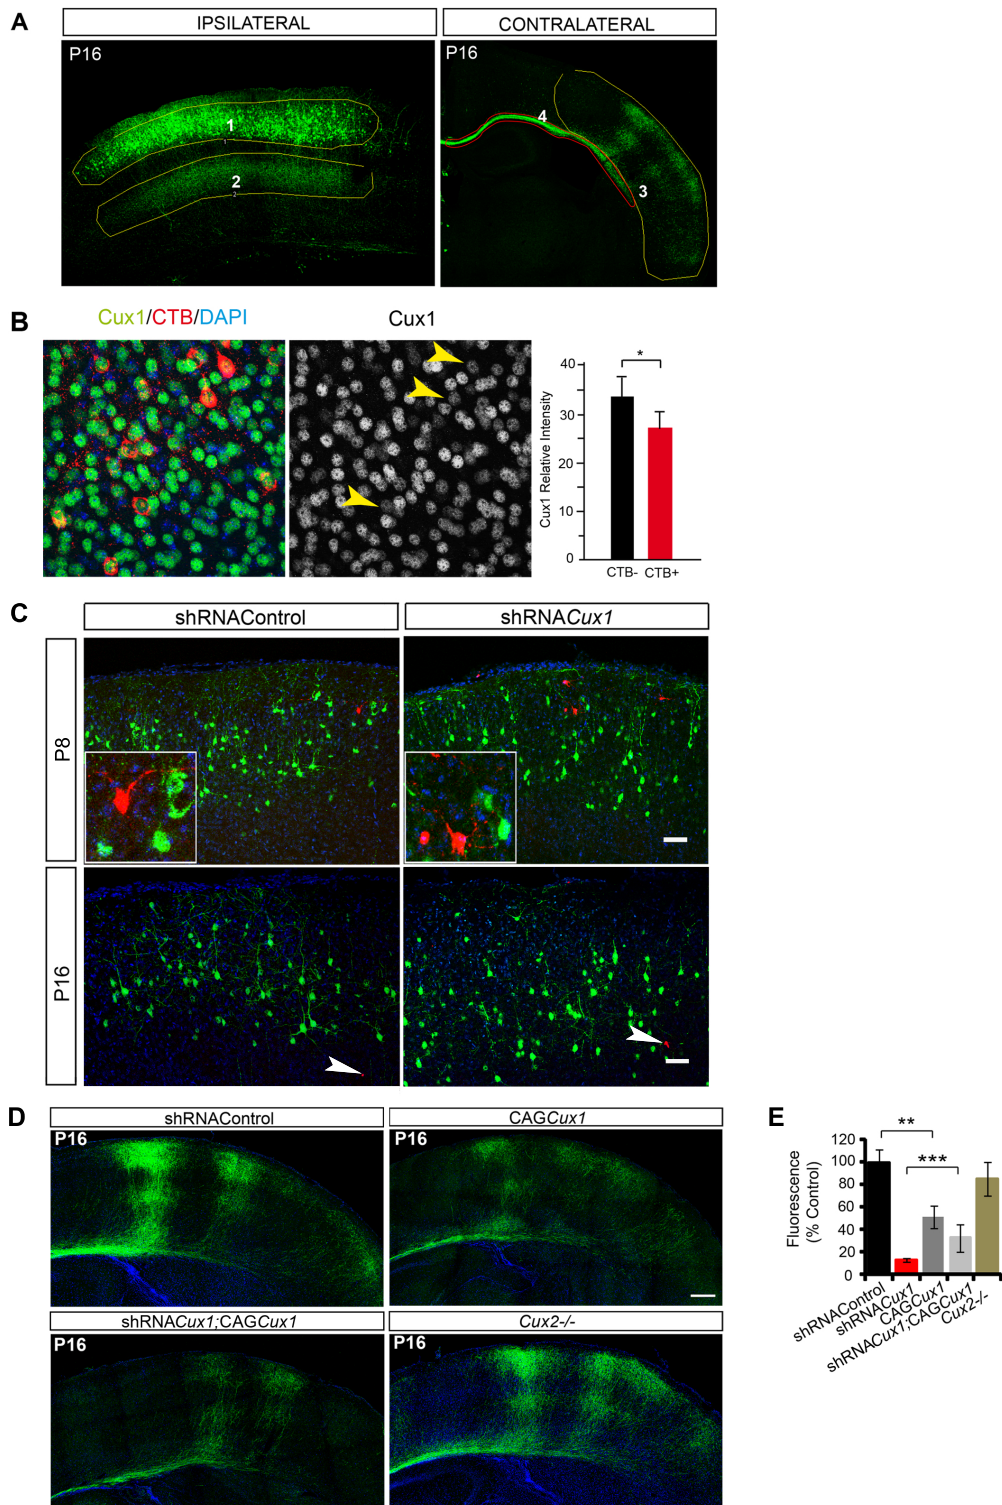 A
IPSILATERAL
CONTRALATERAL
P16
1
1
2
2
P16
4
3
B
Cux1/CTB/DAPI
Cux1
Cux1 Relative Intensity
40
30
20
10
0
*
CTB-
CTB+
C
shRNAControl
shRNACux1
P8
P16
D
shRNAControl
CAGCux1
P16
P16
shRNACux1;CAGCux1
Cux2-/-
P16
P16
E
Fluorescence
(% Control)
120
100
80
60
40
20
0
**
***
shRNAControl
shRNACux1
CAGCux1
shRNACux1;CAGCux1
Cux2-/-